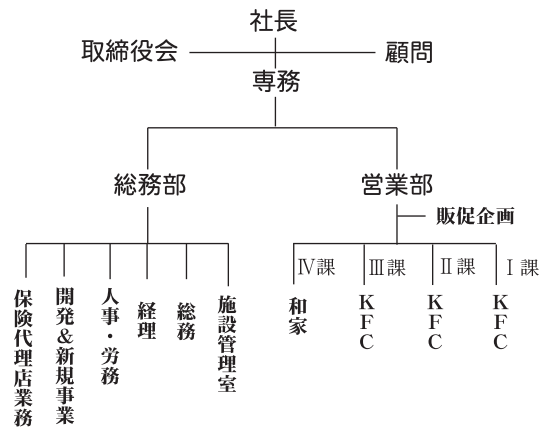 社長
取締役会
顧問
専務
総務部
営業部
販促企画
Ⅳ課
Ⅲ課
Ⅱ課
Ⅰ課
保険代理店業務
開発&新規事業
人事・労務
経理
総務
施設管理室
和家
KFC
KFC
KFC